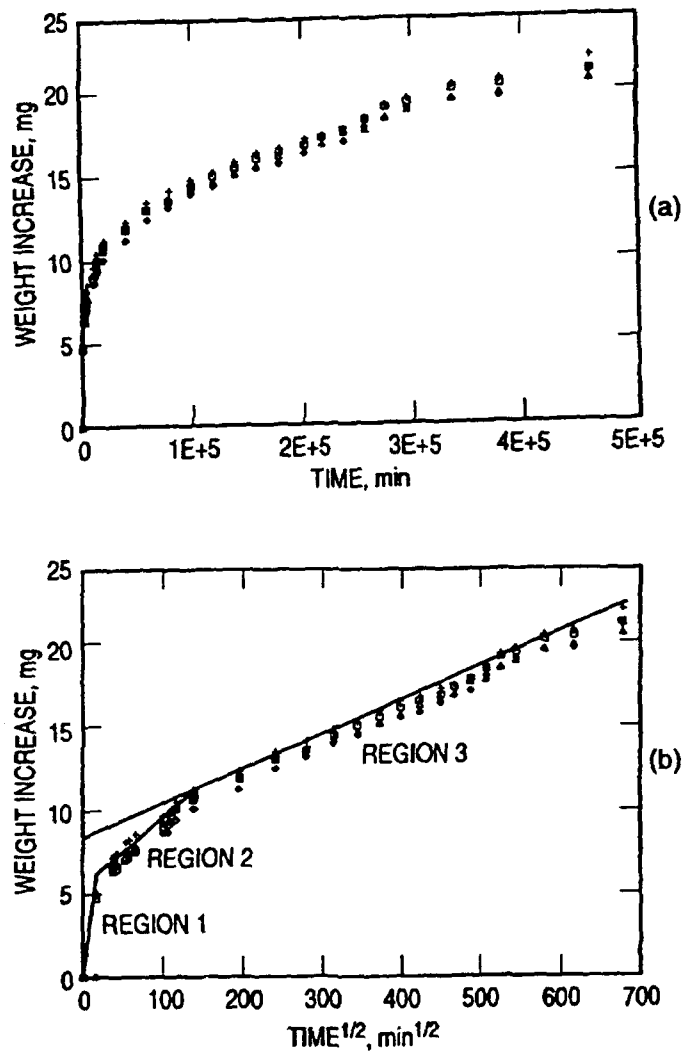 25
20
15
10
5
0
WEIGHT INCREASE, mg
0 1E+5 2E+5 3E+5 4E+5 5E+5
TIME, min
(a)
25
20
15
10
5
0
WEIGHT INCREASE, mg
REGION 3
REGION 2
REGION 1
0 100 200 300 400 500 600 700
TIME1/2, min1/2
(b)